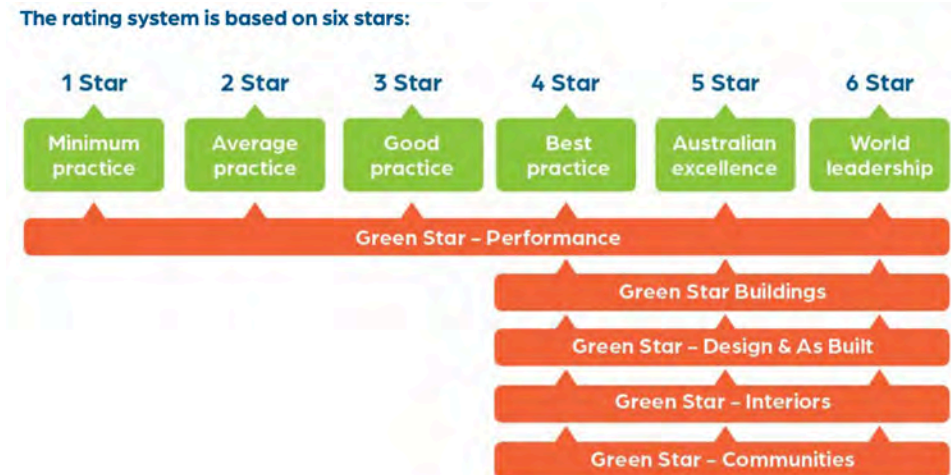 The rating system is based on six stars:
1 Star 2 Star 3 Star 4 Star 5 Star 6 Star
Minimum practice
Average practice
Good practice
Best practice
Australian excellence
World leadership
Green Star – Performance
Green Star Buildings
Green Star – Design & As Built
Green Star – Interiors
Green Star – Communities